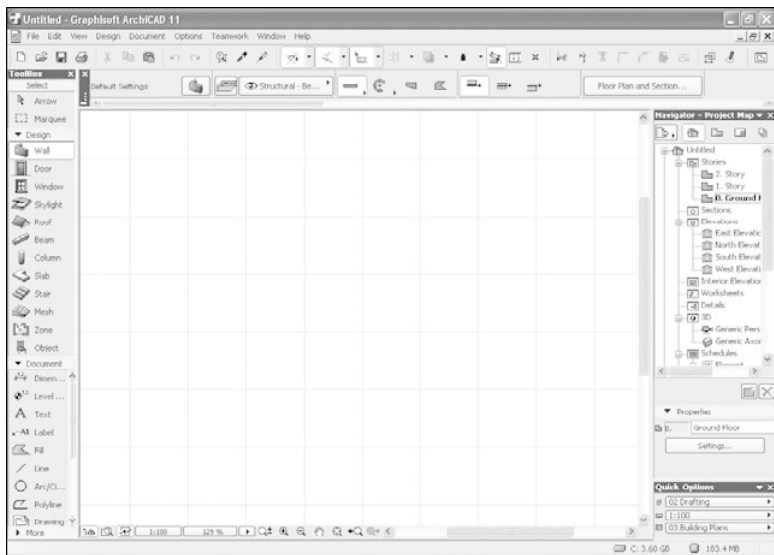 Untitled - Graphisoft ArchiCAD 11
File Edit View Design Document Options Teamwork Window Help
ToolBox
Select
Arrow
Marquee
Design
Wall
Door
Window
Skylight
Roof
Beam
Column
Slab
Stair
Mesh
Zone
Object
Document
Dimen...
Level ...
Text
Label
Fill
Line
Arc/Ci...
Polyline
Drawing
More
Default Settings
Structural - Be...
Floor Plan and Section...
1:100
129 %
Navigator - Project Map
Untitled
Stories
2. Story
1. Story
0. Ground F
Sections
Elevations
East Elevatic
North Elevat
South Elevat
West Elevati
Interior Elevation
Worksheets
Details
3D
Generic Pers
Generic Axor
Schedules
Element
Properties
0. Ground Floor
Settings...
Quick Options
02 Drafting
1:100
03 Building Plans
C: 3.68 GB
103.4 MB